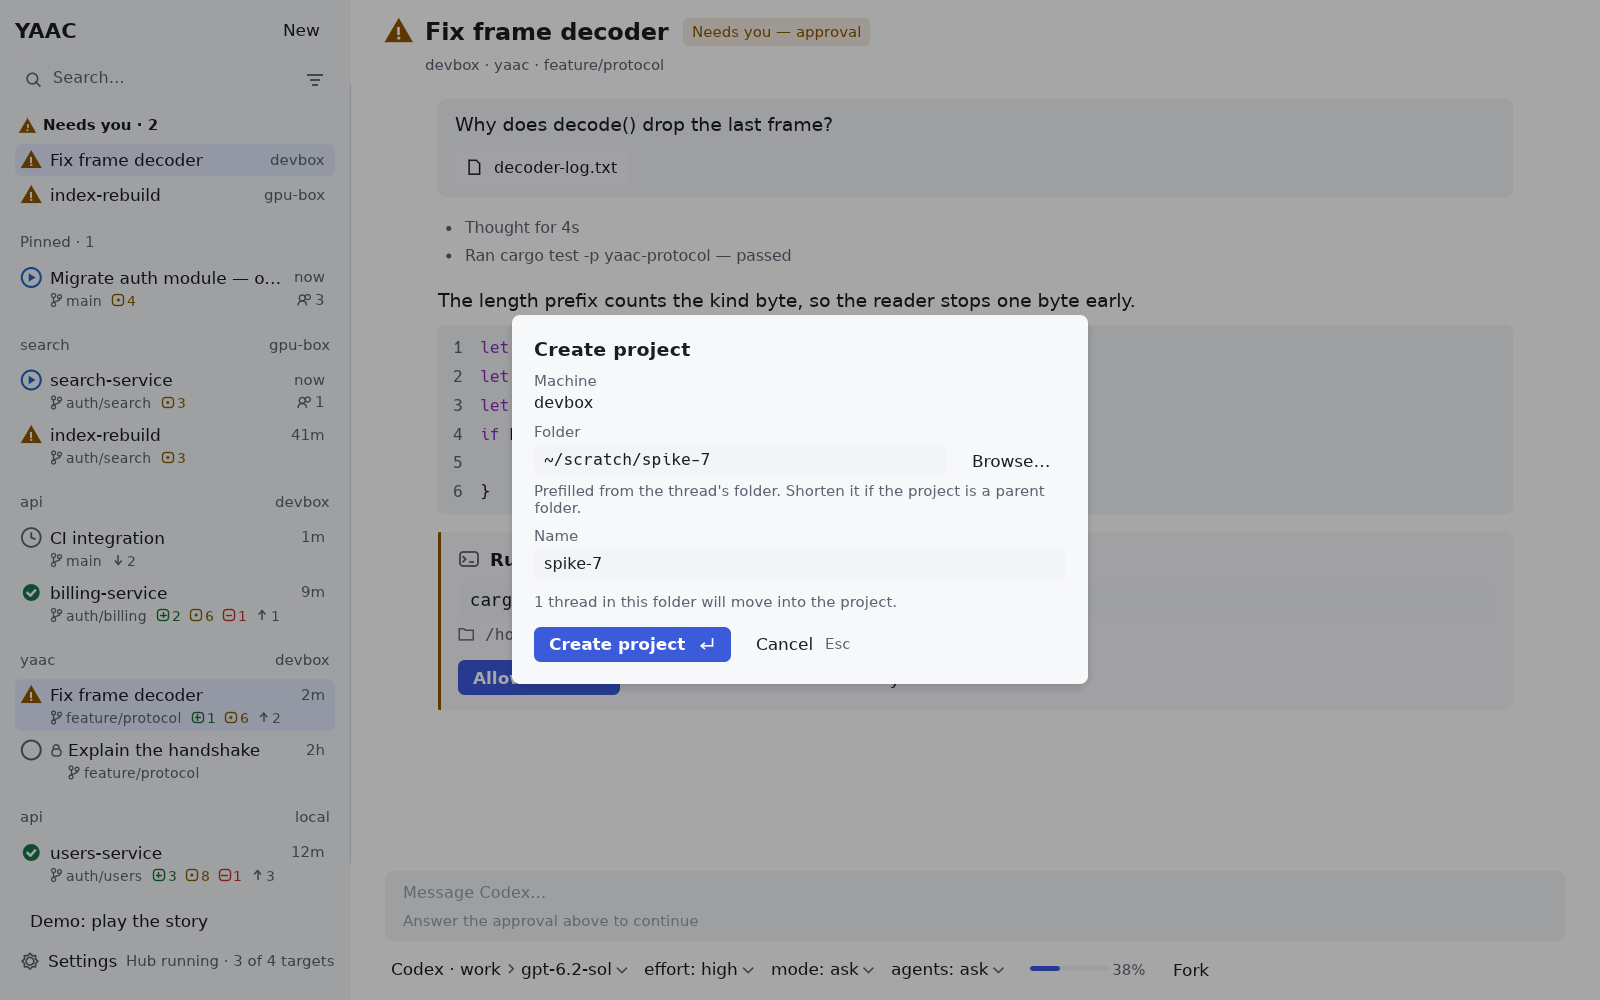 YAAC
New
Search...
Needs you · 2
Fix frame decoder devbox
index-rebuild gpu-box
Pinned · 1
Migrate auth module — o... now
main 4 3
search gpu-box
search-service now
auth/search 3 1
index-rebuild 41m
auth/search 3
api devbox
CI integration 1m
main 2
billing-service 9m
auth/billing 2 6 1 1
yaac devbox
Fix frame decoder 2m
feature/protocol 1 6 2
Explain the handshake 2h
feature/protocol
api local
users-service 12m
auth/users 3 8 1 3
Demo: play the story
Settings Hub running · 3 of 4 targets
Fix frame decoder Needs you — approval
devbox · yaac · feature/protocol
Why does decode() drop the last frame?
decoder-log.txt
Thought for 4s
Ran cargo test -p yaac-protocol — passed
The length prefix counts the kind byte, so the reader stops one byte early.
1 let
2 let
3 let
4 if
5
6 }
Create project
Machine
devbox
Folder
~/scratch/spike-7 Browse...
Prefilled from the thread's folder. Shorten it if the project is a parent
folder.
Name
spike-7
1 thread in this folder will move into the project.
Create project Cancel Esc
Message Codex...
Answer the approval above to continue
Codex · work gpt-6.2-sol effort: high mode: ask agents: ask 38% Fork